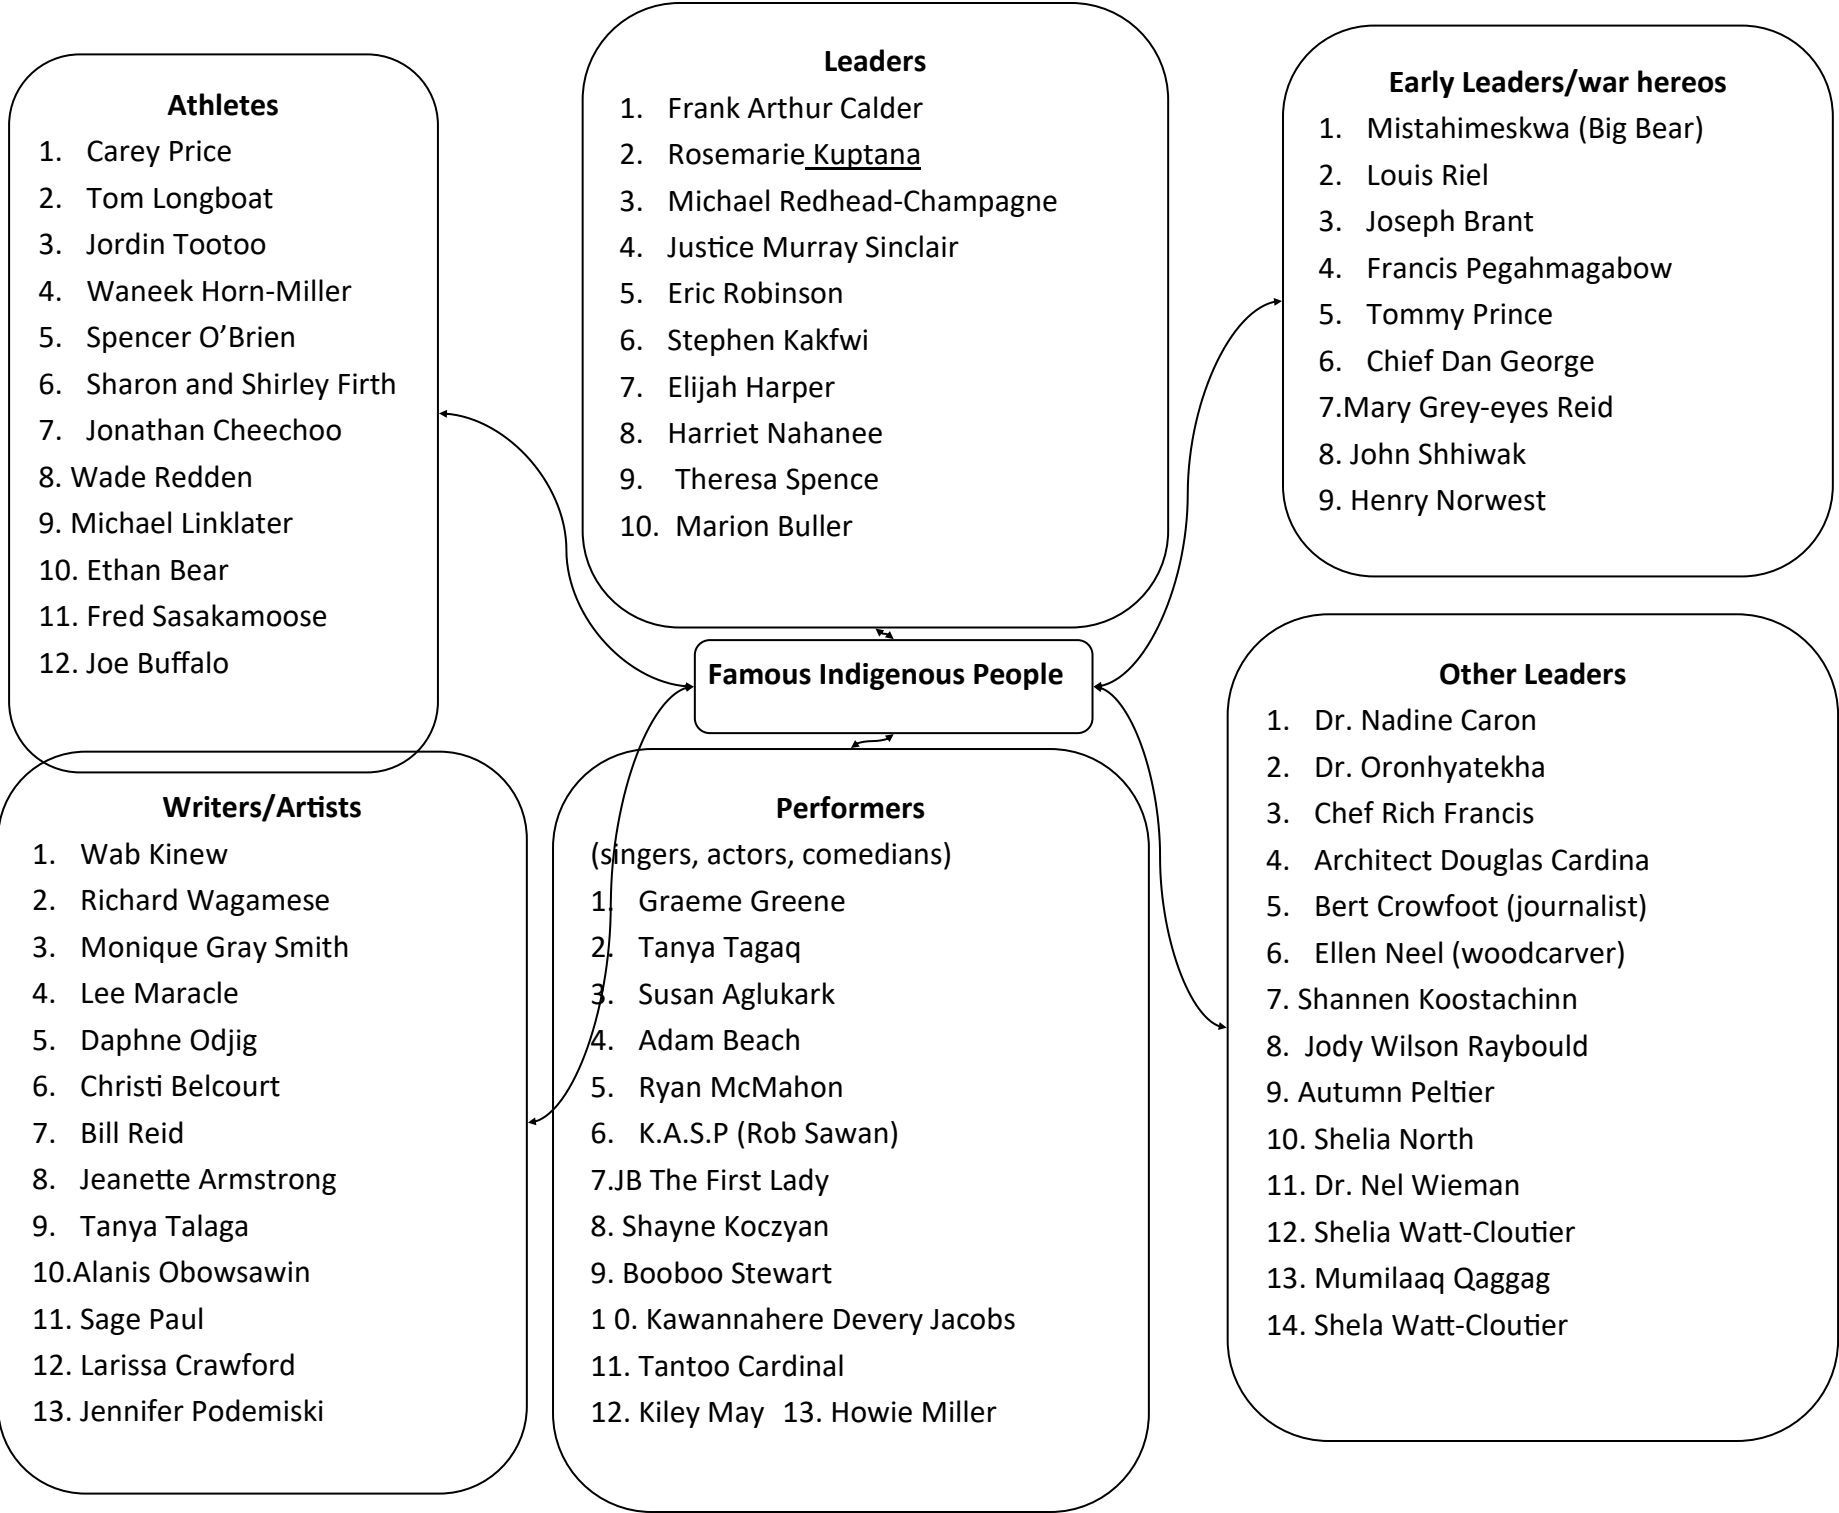 Athletes
1. Carey Price
2. Tom Longboat
3. Jordin Tootoo
4. Waneek Horn-Miller
5. Spencer O’Brien
6. Sharon and Shirley Firth
7. Jonathan Cheechoo
8. Wade Redden
9. Michael Linklater
10. Ethan Bear
11. Fred Sasakamoose
12. Joe Buffalo
Leaders
1. Frank Arthur Calder
2. Rosemarie Kuptana
3. Michael Redhead-Champagne
4. Justice Murray Sinclair
5. Eric Robinson
6. Stephen Kakfwi
7. Elijah Harper
8. Harriet Nahanee
9. Theresa Spence
10. Marion Buller
Early Leaders/war hereos
1. Mistahimeskwa (Big Bear)
2. Louis Riel
3. Joseph Brant
4. Francis Pegahmagabow
5. Tommy Prince
6. Chief Dan George
7.Mary Grey-eyes Reid
8. John Shhiwak
9. Henry Norwest
Famous Indigenous People
Writers/Artists
1. Wab Kinew
2. Richard Wagamese
3. Monique Gray Smith
4. Lee Maracle
5. Daphne Odjig
6. Christi Belcourt
7. Bill Reid
8. Jeanette Armstrong
9. Tanya Talaga
10.Alanis Obowsawin
11. Sage Paul
12. Larissa Crawford
13. Jennifer Podemiski
Performers
(singers, actors, comedians)
1. Graeme Greene
2. Tanya Tagaq
3. Susan Aglukark
4. Adam Beach
5. Ryan McMahon
6. K.A.S.P (Rob Sawan)
7.JB The First Lady
8. Shayne Koczyan
9. Booboo Stewart
1 0. Kawannahere Devery Jacobs
11. Tantoo Cardinal
12. Kiley May 13. Howie Miller
Other Leaders
1. Dr. Nadine Caron
2. Dr. Oronhyatekha
3. Chef Rich Francis
4. Architect Douglas Cardina
5. Bert Crowfoot (journalist)
6. Ellen Neel (woodcarver)
7. Shannen Koostachinn
8. Jody Wilson Raybould
9. Autumn Peltier
10. Shelia North
11. Dr. Nel Wieman
12. Shelia Watt-Cloutier
13. Mumilaaq Qaggag
14. Shela Watt-Cloutier